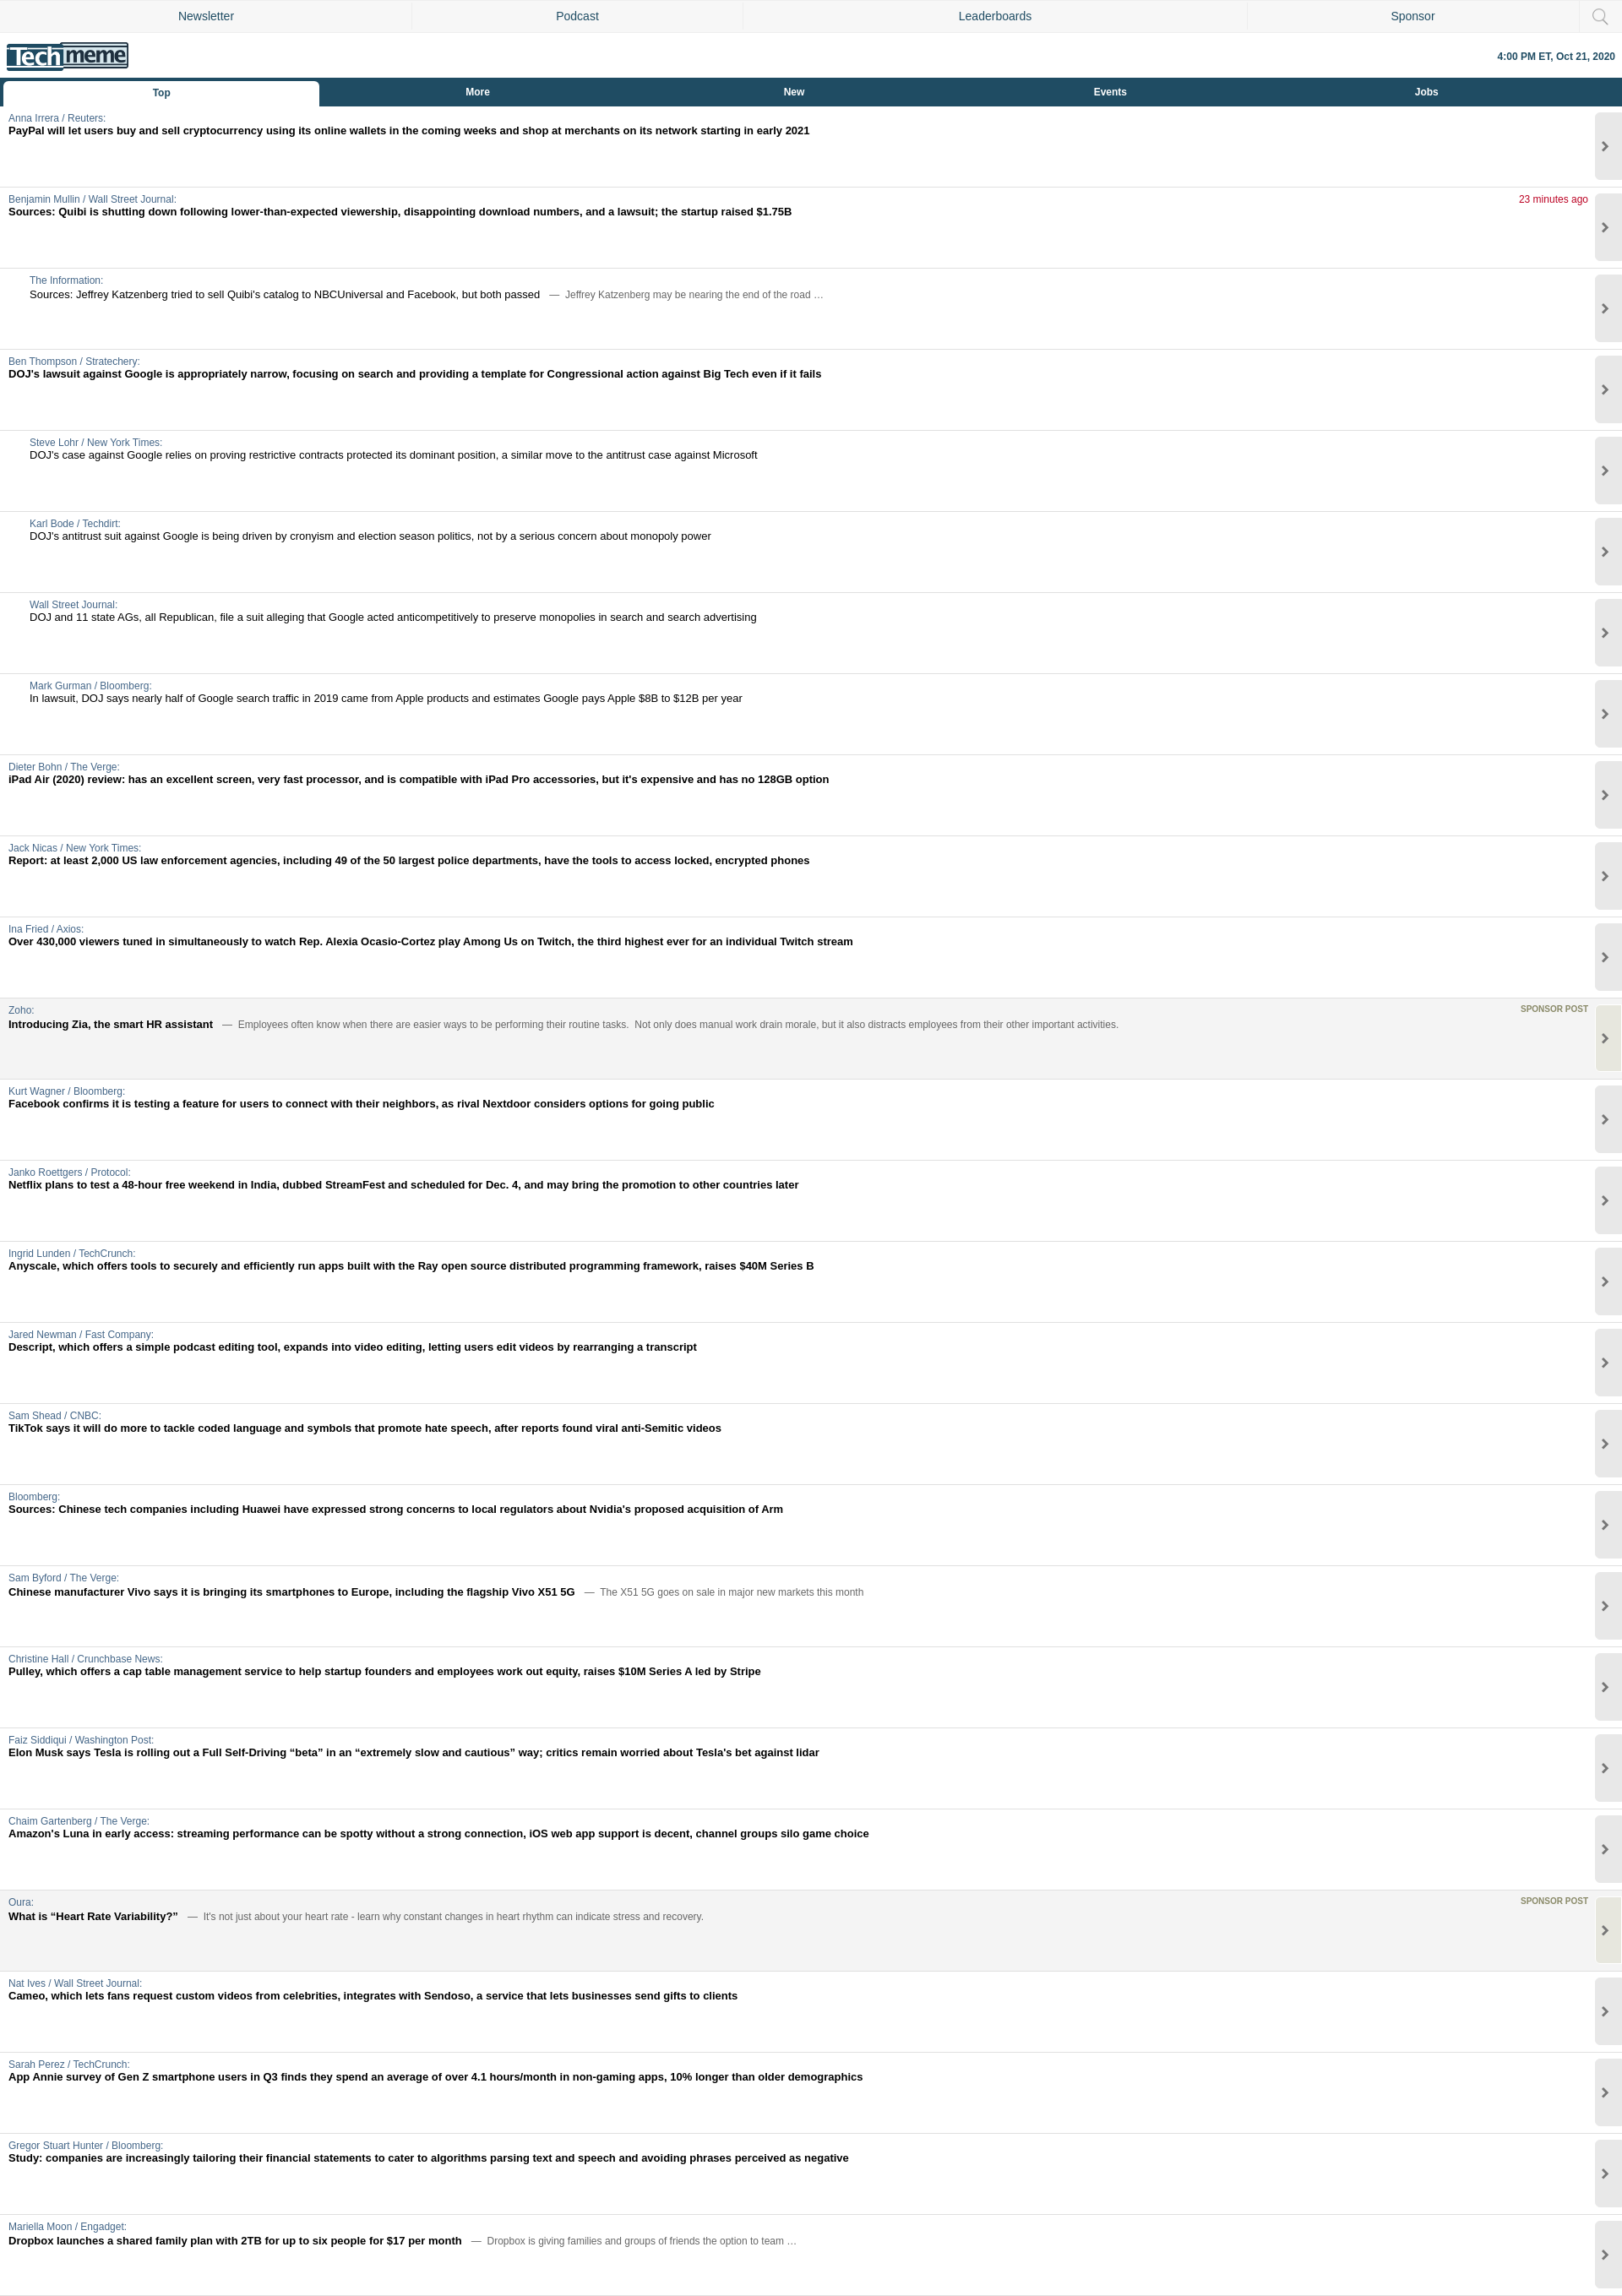 Newsletter Podcast Leaderboards Sponsor
Techmeme
4:00 PM ET, Oct 21, 2020
Top More New Events Jobs
Anna Irrera / Reuters:
PayPal will let users buy and sell cryptocurrency using its online wallets in the coming weeks and shop at merchants on its network starting in early 2021
Benjamin Mullin / Wall Street Journal: 23 minutes ago
Sources: Quibi is shutting down following lower-than-expected viewership, disappointing download numbers, and a lawsuit; the startup raised $1.75B
The Information:
Sources: Jeffrey Katzenberg tried to sell Quibi's catalog to NBCUniversal and Facebook, but both passed — Jeffrey Katzenberg may be nearing the end of the road …
Ben Thompson / Stratechery:
DOJ's lawsuit against Google is appropriately narrow, focusing on search and providing a template for Congressional action against Big Tech even if it fails
Steve Lohr / New York Times:
DOJ's case against Google relies on proving restrictive contracts protected its dominant position, a similar move to the antitrust case against Microsoft
Karl Bode / Techdirt:
DOJ's antitrust suit against Google is being driven by cronyism and election season politics, not by a serious concern about monopoly power
Wall Street Journal:
DOJ and 11 state AGs, all Republican, file a suit alleging that Google acted anticompetitively to preserve monopolies in search and search advertising
Mark Gurman / Bloomberg:
In lawsuit, DOJ says nearly half of Google search traffic in 2019 came from Apple products and estimates Google pays Apple $8B to $12B per year
Dieter Bohn / The Verge:
iPad Air (2020) review: has an excellent screen, very fast processor, and is compatible with iPad Pro accessories, but it's expensive and has no 128GB option
Jack Nicas / New York Times:
Report: at least 2,000 US law enforcement agencies, including 49 of the 50 largest police departments, have the tools to access locked, encrypted phones
Ina Fried / Axios:
Over 430,000 viewers tuned in simultaneously to watch Rep. Alexia Ocasio-Cortez play Among Us on Twitch, the third highest ever for an individual Twitch stream
Zoho: SPONSOR POST
Introducing Zia, the smart HR assistant — Employees often know when there are easier ways to be performing their routine tasks. Not only does manual work drain morale, but it also distracts employees from their other important activities.
Kurt Wagner / Bloomberg:
Facebook confirms it is testing a feature for users to connect with their neighbors, as rival Nextdoor considers options for going public
Janko Roettgers / Protocol:
Netflix plans to test a 48-hour free weekend in India, dubbed StreamFest and scheduled for Dec. 4, and may bring the promotion to other countries later
Ingrid Lunden / TechCrunch:
Anyscale, which offers tools to securely and efficiently run apps built with the Ray open source distributed programming framework, raises $40M Series B
Jared Newman / Fast Company:
Descript, which offers a simple podcast editing tool, expands into video editing, letting users edit videos by rearranging a transcript
Sam Shead / CNBC:
TikTok says it will do more to tackle coded language and symbols that promote hate speech, after reports found viral anti-Semitic videos
Bloomberg:
Sources: Chinese tech companies including Huawei have expressed strong concerns to local regulators about Nvidia's proposed acquisition of Arm
Sam Byford / The Verge:
Chinese manufacturer Vivo says it is bringing its smartphones to Europe, including the flagship Vivo X51 5G — The X51 5G goes on sale in major new markets this month
Christine Hall / Crunchbase News:
Pulley, which offers a cap table management service to help startup founders and employees work out equity, raises $10M Series A led by Stripe
Faiz Siddiqui / Washington Post:
Elon Musk says Tesla is rolling out a Full Self-Driving “beta” in an “extremely slow and cautious” way; critics remain worried about Tesla's bet against lidar
Chaim Gartenberg / The Verge:
Amazon's Luna in early access: streaming performance can be spotty without a strong connection, iOS web app support is decent, channel groups silo game choice
Oura: SPONSOR POST
What is “Heart Rate Variability?” — It's not just about your heart rate - learn why constant changes in heart rhythm can indicate stress and recovery.
Nat Ives / Wall Street Journal:
Cameo, which lets fans request custom videos from celebrities, integrates with Sendoso, a service that lets businesses send gifts to clients
Sarah Perez / TechCrunch:
App Annie survey of Gen Z smartphone users in Q3 finds they spend an average of over 4.1 hours/month in non-gaming apps, 10% longer than older demographics
Gregor Stuart Hunter / Bloomberg:
Study: companies are increasingly tailoring their financial statements to cater to algorithms parsing text and speech and avoiding phrases perceived as negative
Mariella Moon / Engadget:
Dropbox launches a shared family plan with 2TB for up to six people for $17 per month — Dropbox is giving families and groups of friends the option to team …